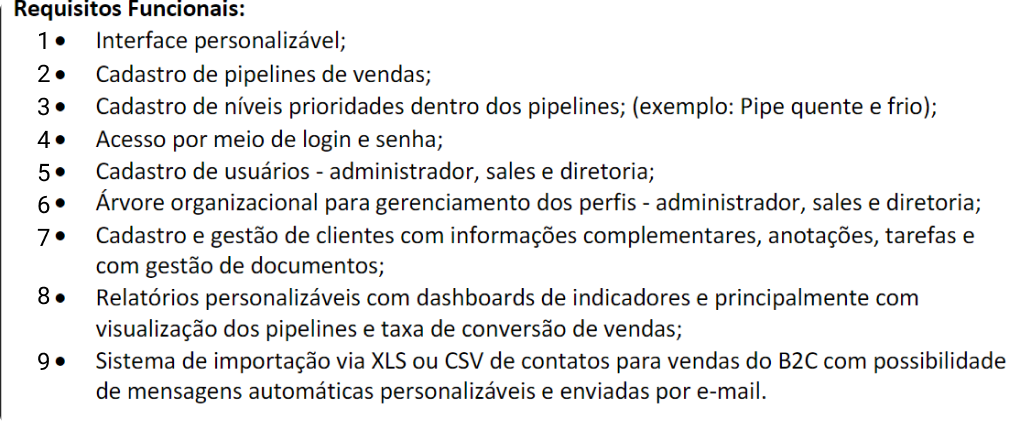 Requisitos Funcionais:
1• Interface personalizável;
2• Cadastro de pipelines de vendas;
3• Cadastro de níveis prioridades dentro dos pipelines; (exemplo: Pipe quente e frio);
4• Acesso por meio de login e senha;
5• Cadastro de usuários - administrador, sales e diretoria;
6• Árvore organizacional para gerenciamento dos perfis - administrador, sales e diretoria;
7• Cadastro e gestão de clientes com informações complementares, anotações, tarefas e
com gestão de documentos;
8• Relatórios personalizáveis com dashboards de indicadores e principalmente com
visualização dos pipelines e taxa de conversão de vendas;
9• Sistema de importação via XLS ou CSV de contatos para vendas do B2C com possibilidade
de mensagens automáticas personalizáveis e enviadas por e-mail.